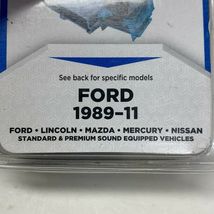 See back for specific models
FORD
1989-11
FORD • LINCOLN • MAZDA • MERCURY • NISSAN
STANDARD & PREMIUM SOUND EQUIPPED VEHICLES